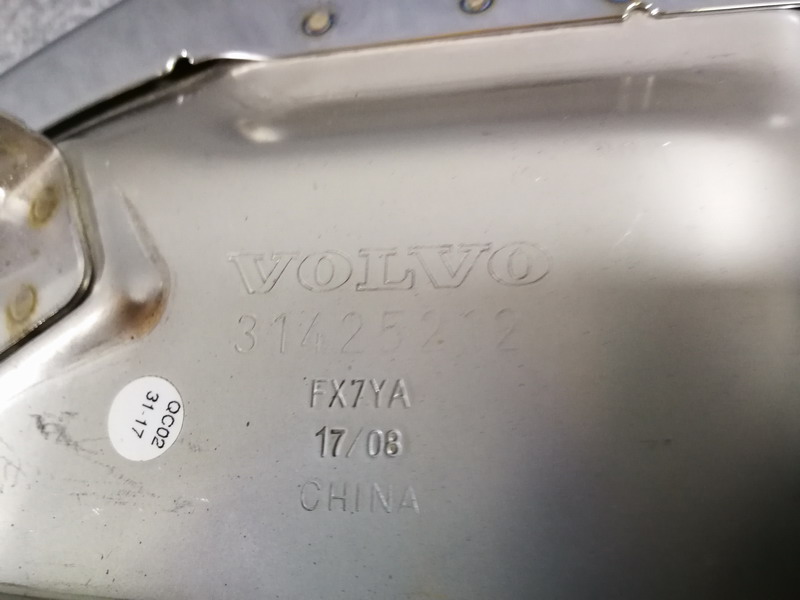 VOLVO
31425212
FX7YA
17/08
CHINA
QC02
31-17